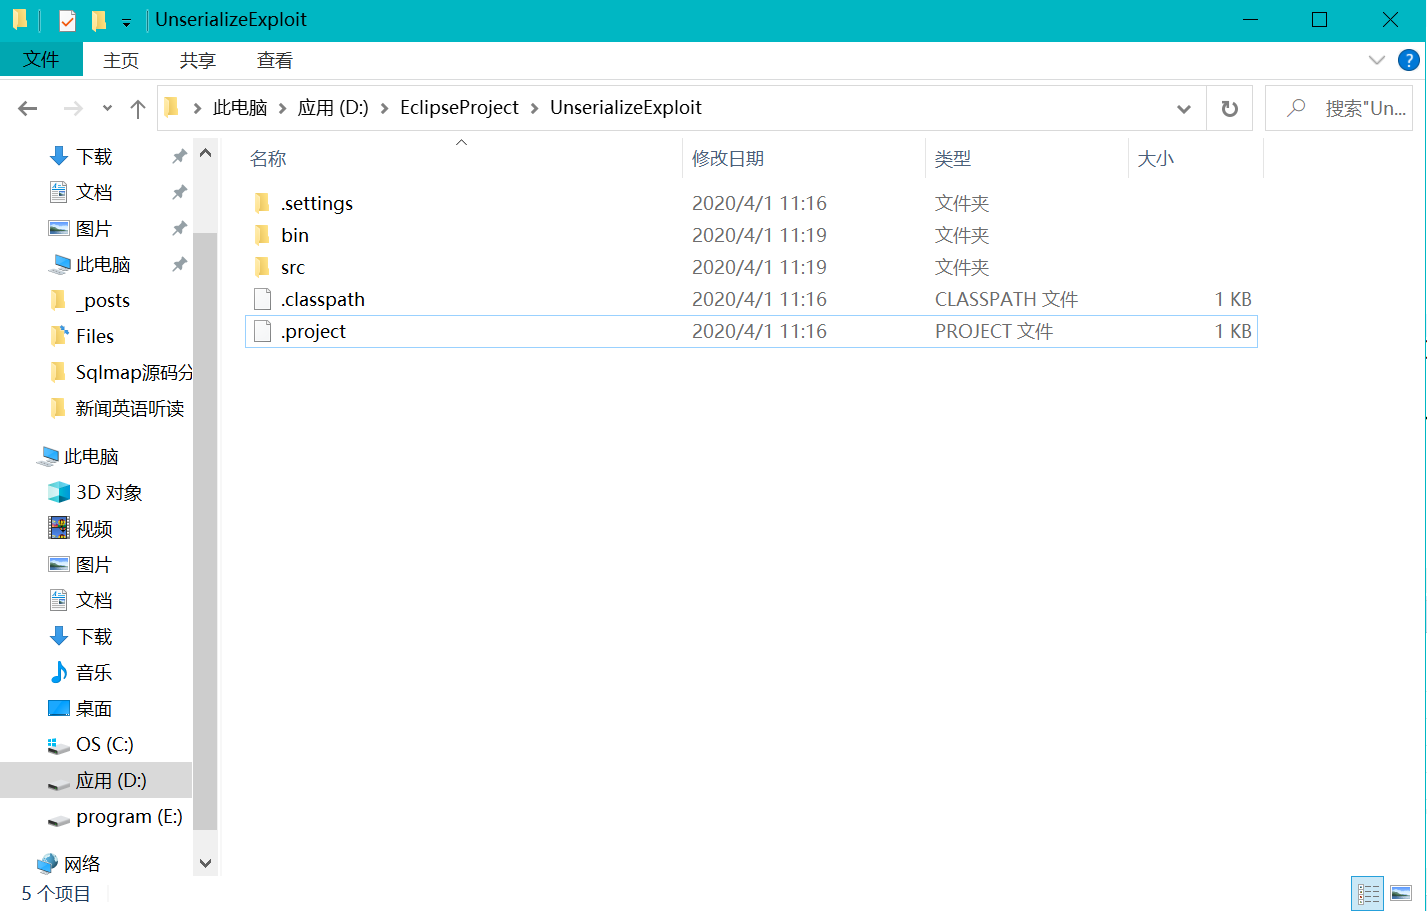 UnserializeExploit
文件 主页 共享 查看
此电脑 应用 (D:) EclipseProject UnserializeExploit 搜索"Un...
下载
文档
图片
此电脑
_posts
Files
Sqlmap源码分
新闻英语听读
此电脑
3D 对象
视频
图片
文档
下载
音乐
桌面
OS (C:)
应用 (D:)
program (E:)
网络
名称 修改日期 类型 大小
.settings 2020/4/1 11:16 文件夹
bin 2020/4/1 11:19 文件夹
src 2020/4/1 11:19 文件夹
.classpath 2020/4/1 11:16 CLASSPATH 文件 1 KB
.project 2020/4/1 11:16 PROJECT 文件 1 KB
5 个项目